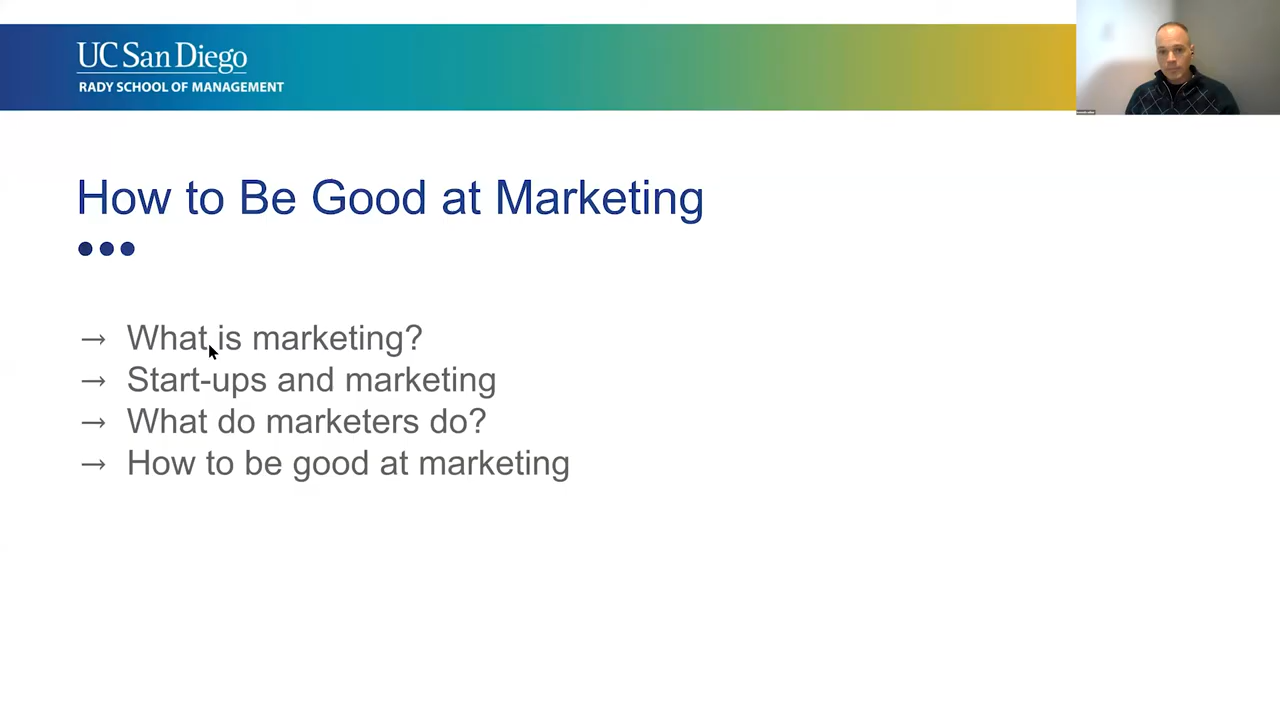 UC San Diego
RADY SCHOOL OF MANAGEMENT
How to Be Good at Marketing
→ What is marketing?
→ Start-ups and marketing
→ What do marketers do?
→ How to be good at marketing